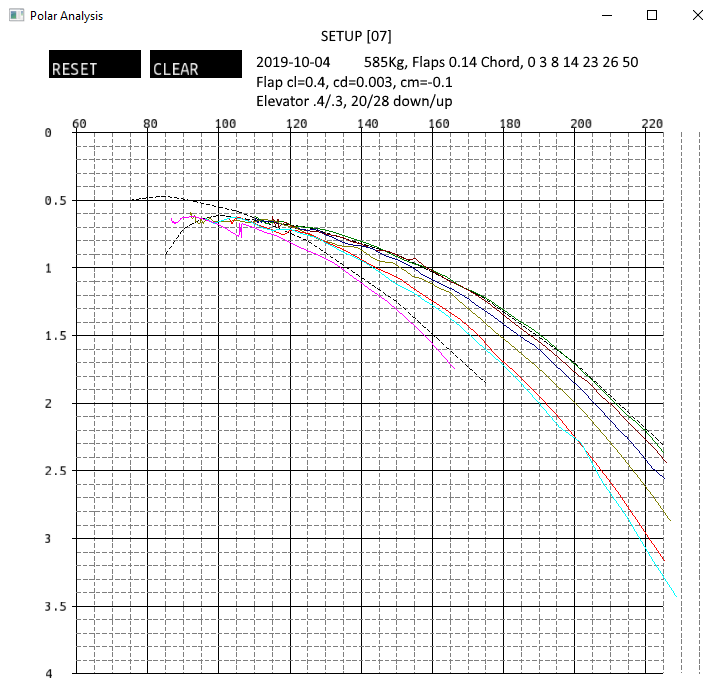 Polar Analysis
SETUP [07]
RESET CLEAR 2019-10-04 585Kg, Flaps 0.14 Chord, 0 3 8 14 23 26 50
Flap cl=0.4, cd=0.003, cm=-0.1
Elevator .4/.3, 20/28 down/up
60 80 100 120 140 160 180 200 220
0
0.5
1
1.5
2
2.5
3
3.5
4